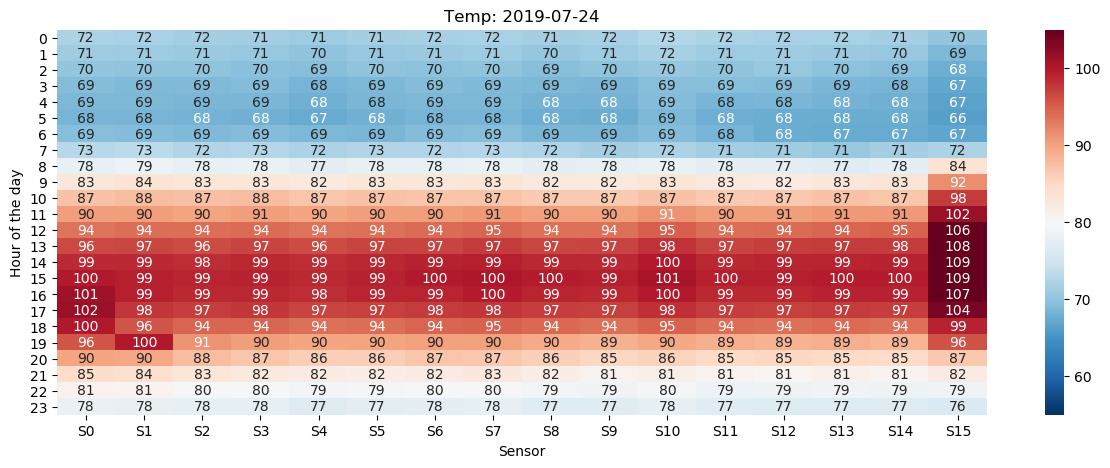 Temp: 2019-07-24
0 72 72 72 71 71 71 72 72 71 72 73 72 72 72 71 70
1 71 71 71 71 70 71 71 71 70 71 72 71 71 71 70 69
2 70 70 70 70 69 70 70 70 69 70 70 70 71 70 69 68
3 69 69 69 69 68 69 69 69 69 69 70 69 69 69 68 67
4 69 69 69 69 68 68 69 69 68 68 69 68 68 68 68 67
5 68 68 68 68 67 68 68 68 68 68 69 68 68 68 68 66
6 69 69 69 69 69 69 69 69 69 69 69 68 68 67 67 67
7 73 73 72 73 72 73 72 73 72 72 72 71 71 71 71 72
8 78 79 78 78 77 78 78 78 78 78 78 78 77 77 78 84
9 83 84 83 83 82 83 83 83 82 82 83 83 82 83 83 92
10 87 88 87 88 87 87 87 87 87 87 87 87 87 87 87 98
11 90 90 90 91 90 90 90 91 90 90 91 90 91 91 91 102
12 94 94 94 94 94 94 94 95 94 94 95 94 94 94 95 106
13 96 97 96 97 96 97 97 97 97 97 98 97 97 97 98 108
14 99 99 98 99 99 99 99 99 99 99 100 99 99 99 99 109
15 100 99 99 99 99 99 100 100 100 99 101 100 99 100 100 109
16 101 99 99 99 98 99 99 100 99 99 100 99 99 99 99 107
17 102 98 97 98 97 97 98 98 97 97 98 97 97 97 97 104
18 100 96 94 94 94 94 94 95 94 94 95 94 94 94 94 99
19 96 100 91 90 90 90 90 90 90 89 90 89 89 89 89 96
20 90 90 88 87 86 86 87 87 86 85 86 85 85 85 85 87
21 85 84 83 82 82 82 82 83 82 81 81 81 81 81 81 82
22 81 81 80 80 79 79 80 80 79 79 80 79 79 79 79 79
23 78 78 78 78 77 77 78 78 77 77 78 77 77 77 77 76
S0 S1 S2 S3 S4 S5 S6 S7 S8 S9 S10 S11 S12 S13 S14 S15
Sensor
Hour of the day
100
90
80
70
60